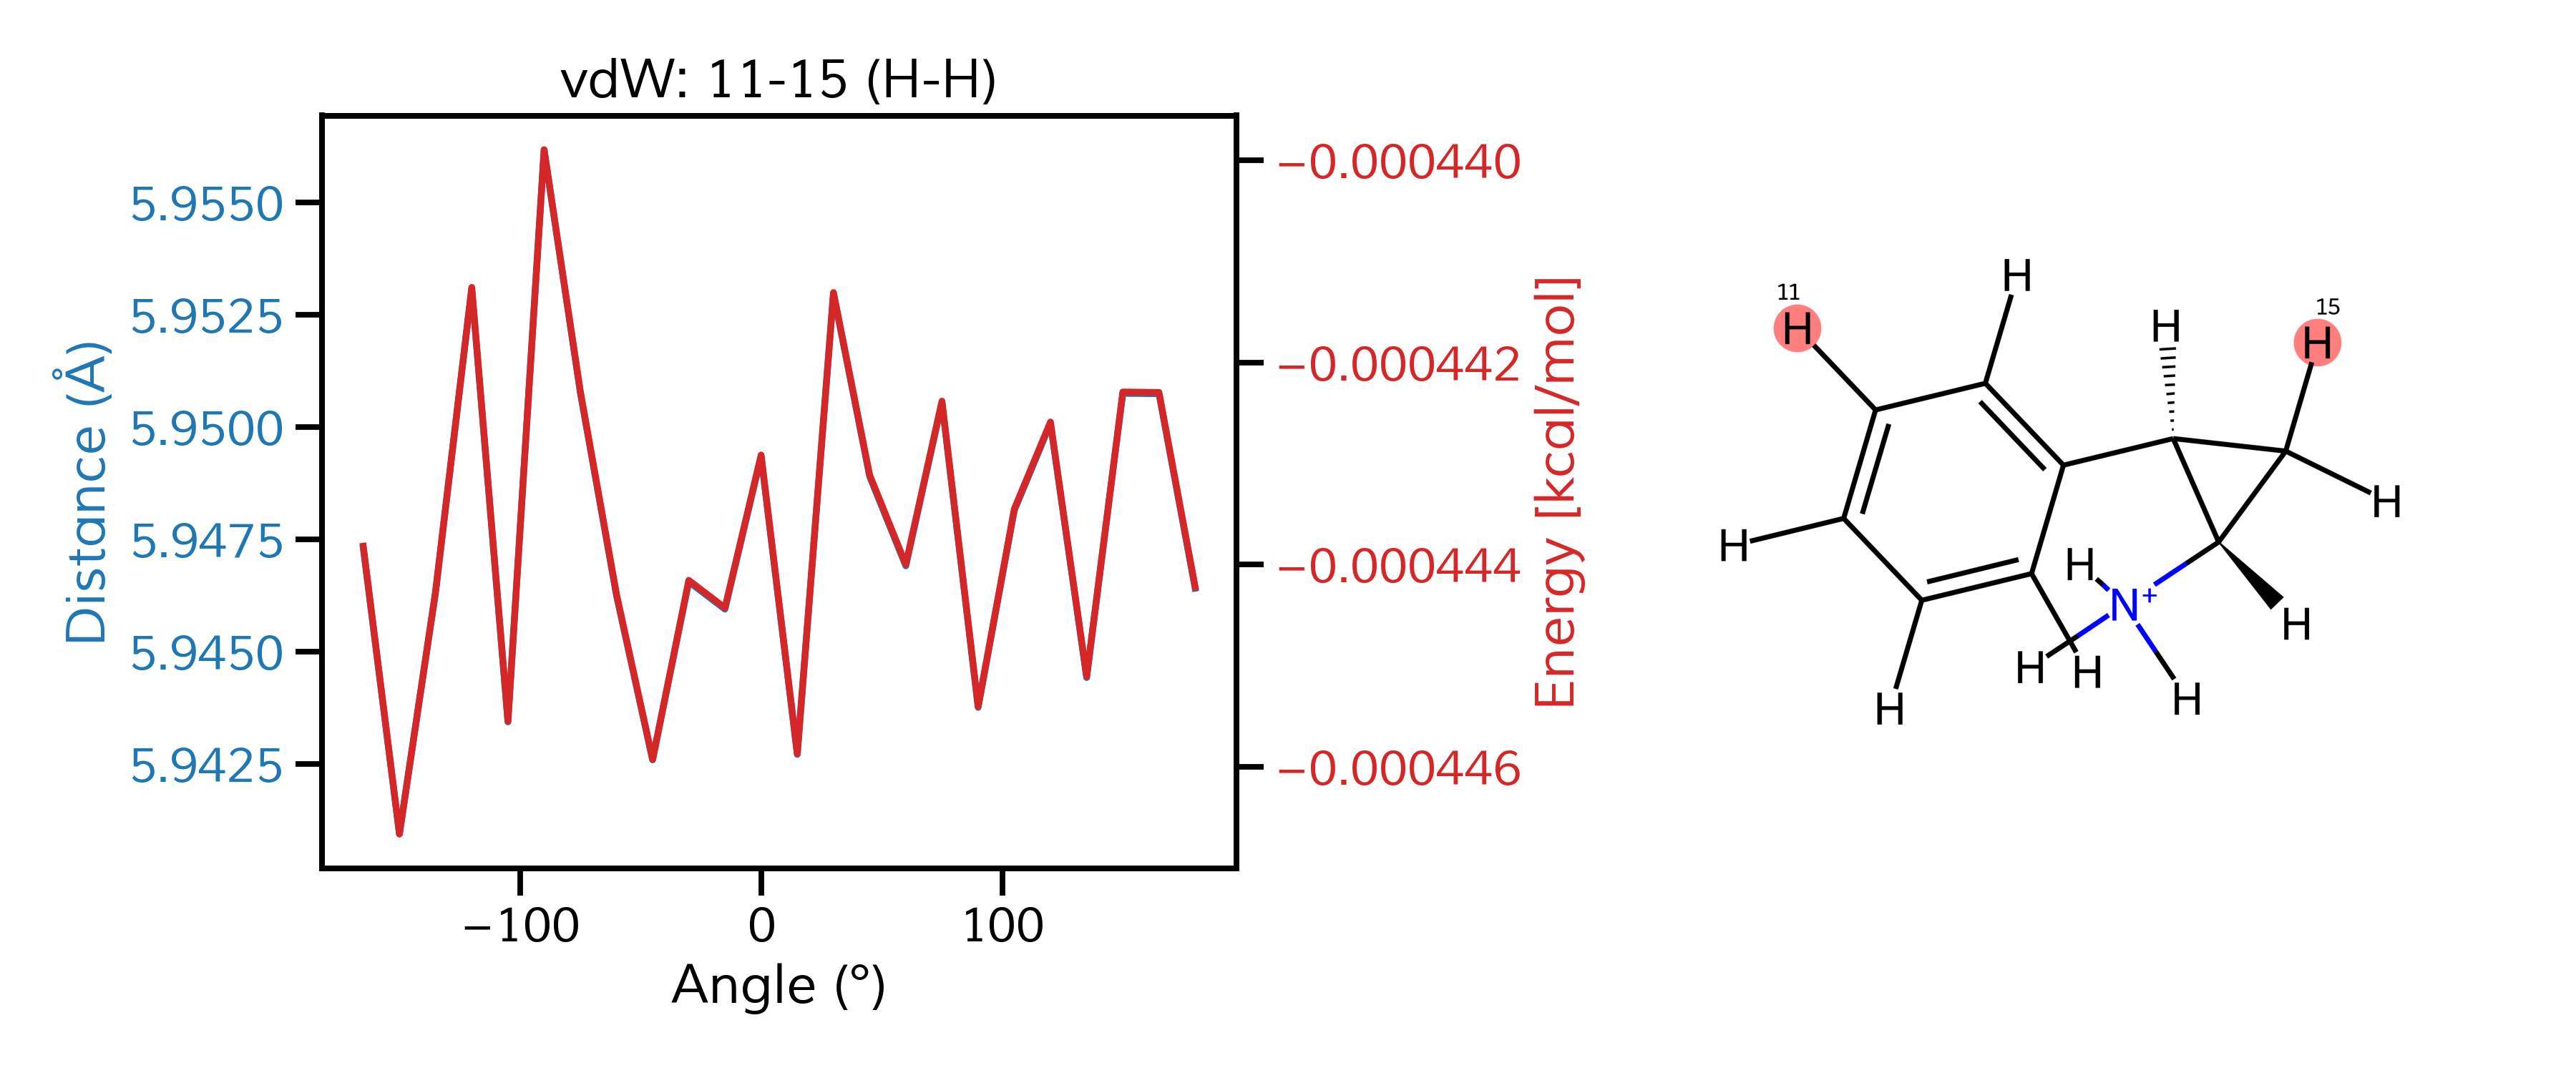 vdW: 11-15 (H-H)
Distance (Å)
5.9550
5.9525
5.9500
5.9475
5.9450
5.9425
−0.000440
−0.000442
−0.000444
−0.000446
Energy [kcal/mol]
−100 0 100
Angle (°)
H
11
H
H
15
H
H
H
H
N+
H
H
H
H
H